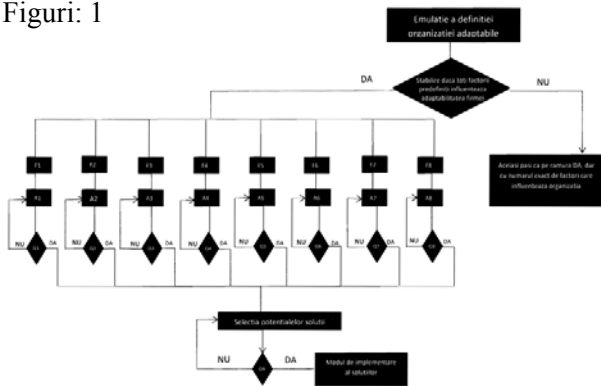 Figuri: 1
Emulatie a definitiei
organizatiei adaptabile
DA
Stabilire daca toti factorii
predefiniti influenteaza
adaptabilitatea firmei
NU
Aceiasi pasi ca pe ramura DA, dar
cu numarul exact de factori care
influenteaza organizatia
F1 F2 F3 F4 F5 F6 F7 F8
A1 A2 A3 A4 A5 A6 A7 A8
NU DA NU DA NU DA NU DA NU DA NU DA NU DA NU DA
Selectia potentialelor solutii
NU
DA
Modul de implementare
al solutiilor